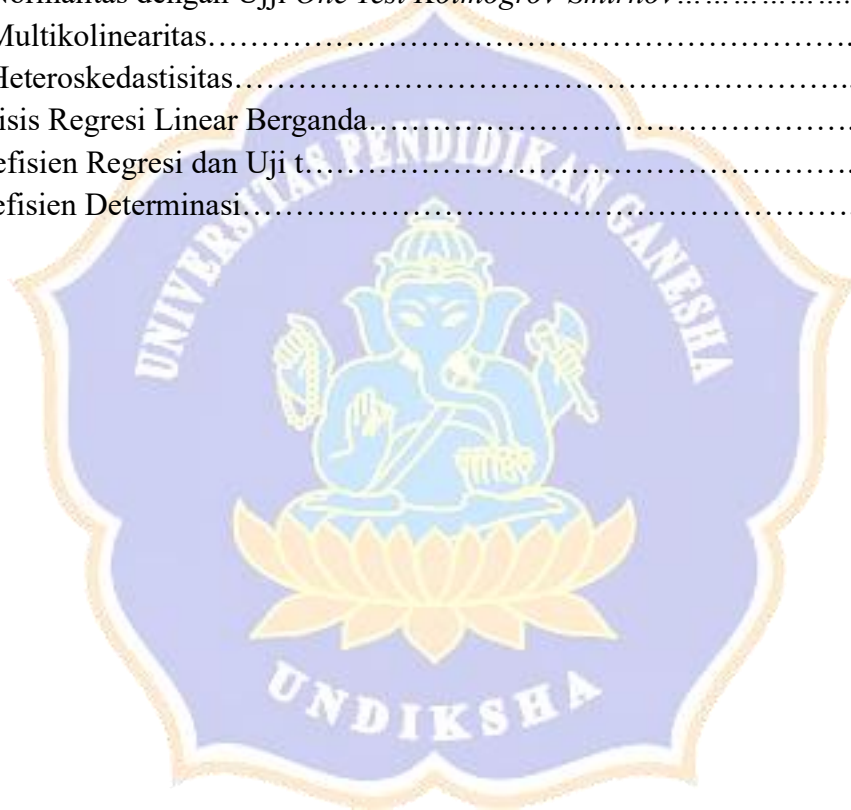 Normalitas dengan Ujji One Test Kolmogrov-Smirnov………………..
Multikolinearitas……………………………………………………….
Heteroskedastisitas…………………………………………………….
isis Regresi Linear Berganda…………………………………………….
efisien Regresi dan Uji t………………………………………………….
efisien Determinasi……………………………………………………….
UNIVERSITAS PENDIDIKAN GANESHA
UNDIKSHA